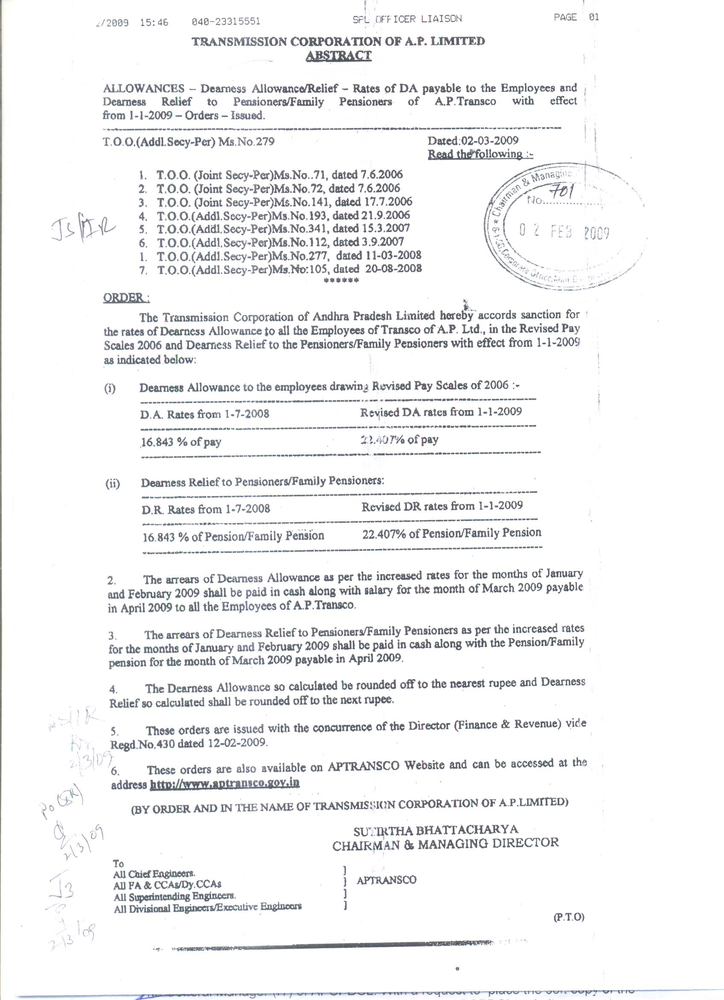 /2009 15:46 040-23315551 SPL OFFICER LIAISON PAGE 01
TRANSMISSION CORPORATION OF A.P. LIMITED
ABSTRACT
ALLOWANCES – Dearness Allowance/Relief – Rates of DA payable to the Employees and
Dearness Relief to Pensioners/Family Pensioners of A.P.Transco with effect
from 1-1-2009 – Orders – Issued.
T.O.O.(Addl.Secy-Per) Ms.No.279 Dated:02-03-2009
Read the following :-
1. T.O.O. (Joint Secy-Per)Ms.No..71, dated 7.6.2006
2. T.O.O. (Joint Secy-Per)Ms.No.72, dated 7.6.2006
3. T.O.O. (Joint Secy-Per)Ms.No.141, dated 17.7.2006
4. T.O.O.(Addl.Secy-Per)Ms.No.193, dated 21.9.2006
5. T.O.O.(Addl.Secy-Per)Ms.No.341, dated 15.3.2007
6. T.O.O.(Addl.Secy-Per)Ms.No.112, dated 3.9.2007
1. T.O.O.(Addl.Secy-Per)Ms.No.277, dated 11-03-2008
7. T.O.O.(Addl.Secy-Per)Ms.No:105, dated 20-08-2008
******
Chairman & Managing
No. 701
02 FEB 2009
Corporate Office
JS/IR
ORDER :
The Transmission Corporation of Andhra Pradesh Limited hereby accords sanction for
the rates of Dearness Allowance to all the Employees of Transco of A.P. Ltd., in the Revised Pay
Scales 2006 and Dearness Relief to the Pensioners/Family Pensioners with effect from 1-1-2009
as indicated below:
(i) Dearness Allowance to the employees drawing Revised Pay Scales of 2006 :-
D.A. Rates from 1-7-2008 Revised DA rates from 1-1-2009
16.843 % of pay 22.407% of pay
(ii) Dearness Relief to Pensioners/Family Pensioners:
D.R. Rates from 1-7-2008 Revised DR rates from 1-1-2009
16.843 % of Pension/Family Pension 22.407% of Pension/Family Pension
2. The arrears of Dearness Allowance as per the increased rates for the months of January
and February 2009 shall be paid in cash along with salary for the month of March 2009 payable
in April 2009 to all the Employees of A.P.Transco.
3. The arrears of Dearness Relief to Pensioners/Family Pensioners as per the increased rates
for the months of January and February 2009 shall be paid in cash along with the Pension/Family
pension for the month of March 2009 payable in April 2009.
4. The Dearness Allowance so calculated be rounded off to the nearest rupee and Dearness
Relief so calculated shall be rounded off to the next rupee.
AS/IR
5. These orders are issued with the concurrence of the Director (Finance & Revenue) vide
Regd.No.430 dated 12-02-2009.
2/3/09
6. These orders are also available on APTRANSCO Website and can be accessed at the
address http://www.aptransco.gov.in
(BY ORDER AND IN THE NAME OF TRANSMISSION CORPORATION OF A.P.LIMITED)
2/3/09
SUTIRTHA BHATTACHARYA
CHAIRMAN & MANAGING DIRECTOR
To
All Chief Engineers. ]
All FA & CCAs/Dy.CCAs ] APTRANSCO
All Superintending Engineers. ]
All Divisional Engineers/Executive Engineers ]
J3
2/3/09
(P.T.O)